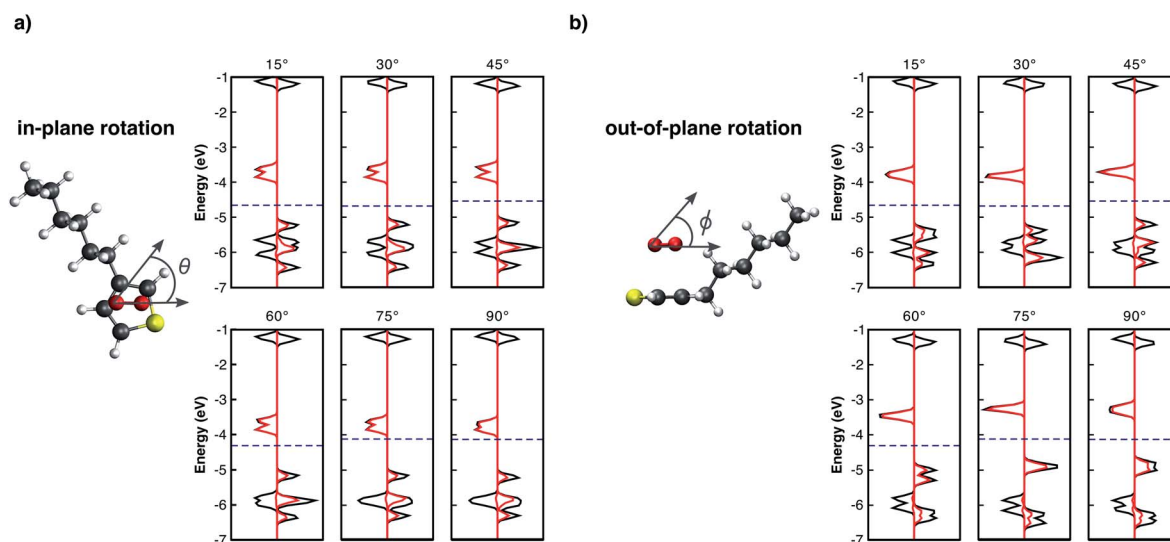 a)
in-plane rotation
θ
15° 30° 45°
Energy (eV)
-1
-2
-3
-4
-5
-6
-7
60° 75° 90°
Energy (eV)
-1
-2
-3
-4
-5
-6
-7
b)
out-of-plane rotation
ϕ
15° 30° 45°
Energy (eV)
-1
-2
-3
-4
-5
-6
-7
60° 75° 90°
Energy (eV)
-1
-2
-3
-4
-5
-6
-7